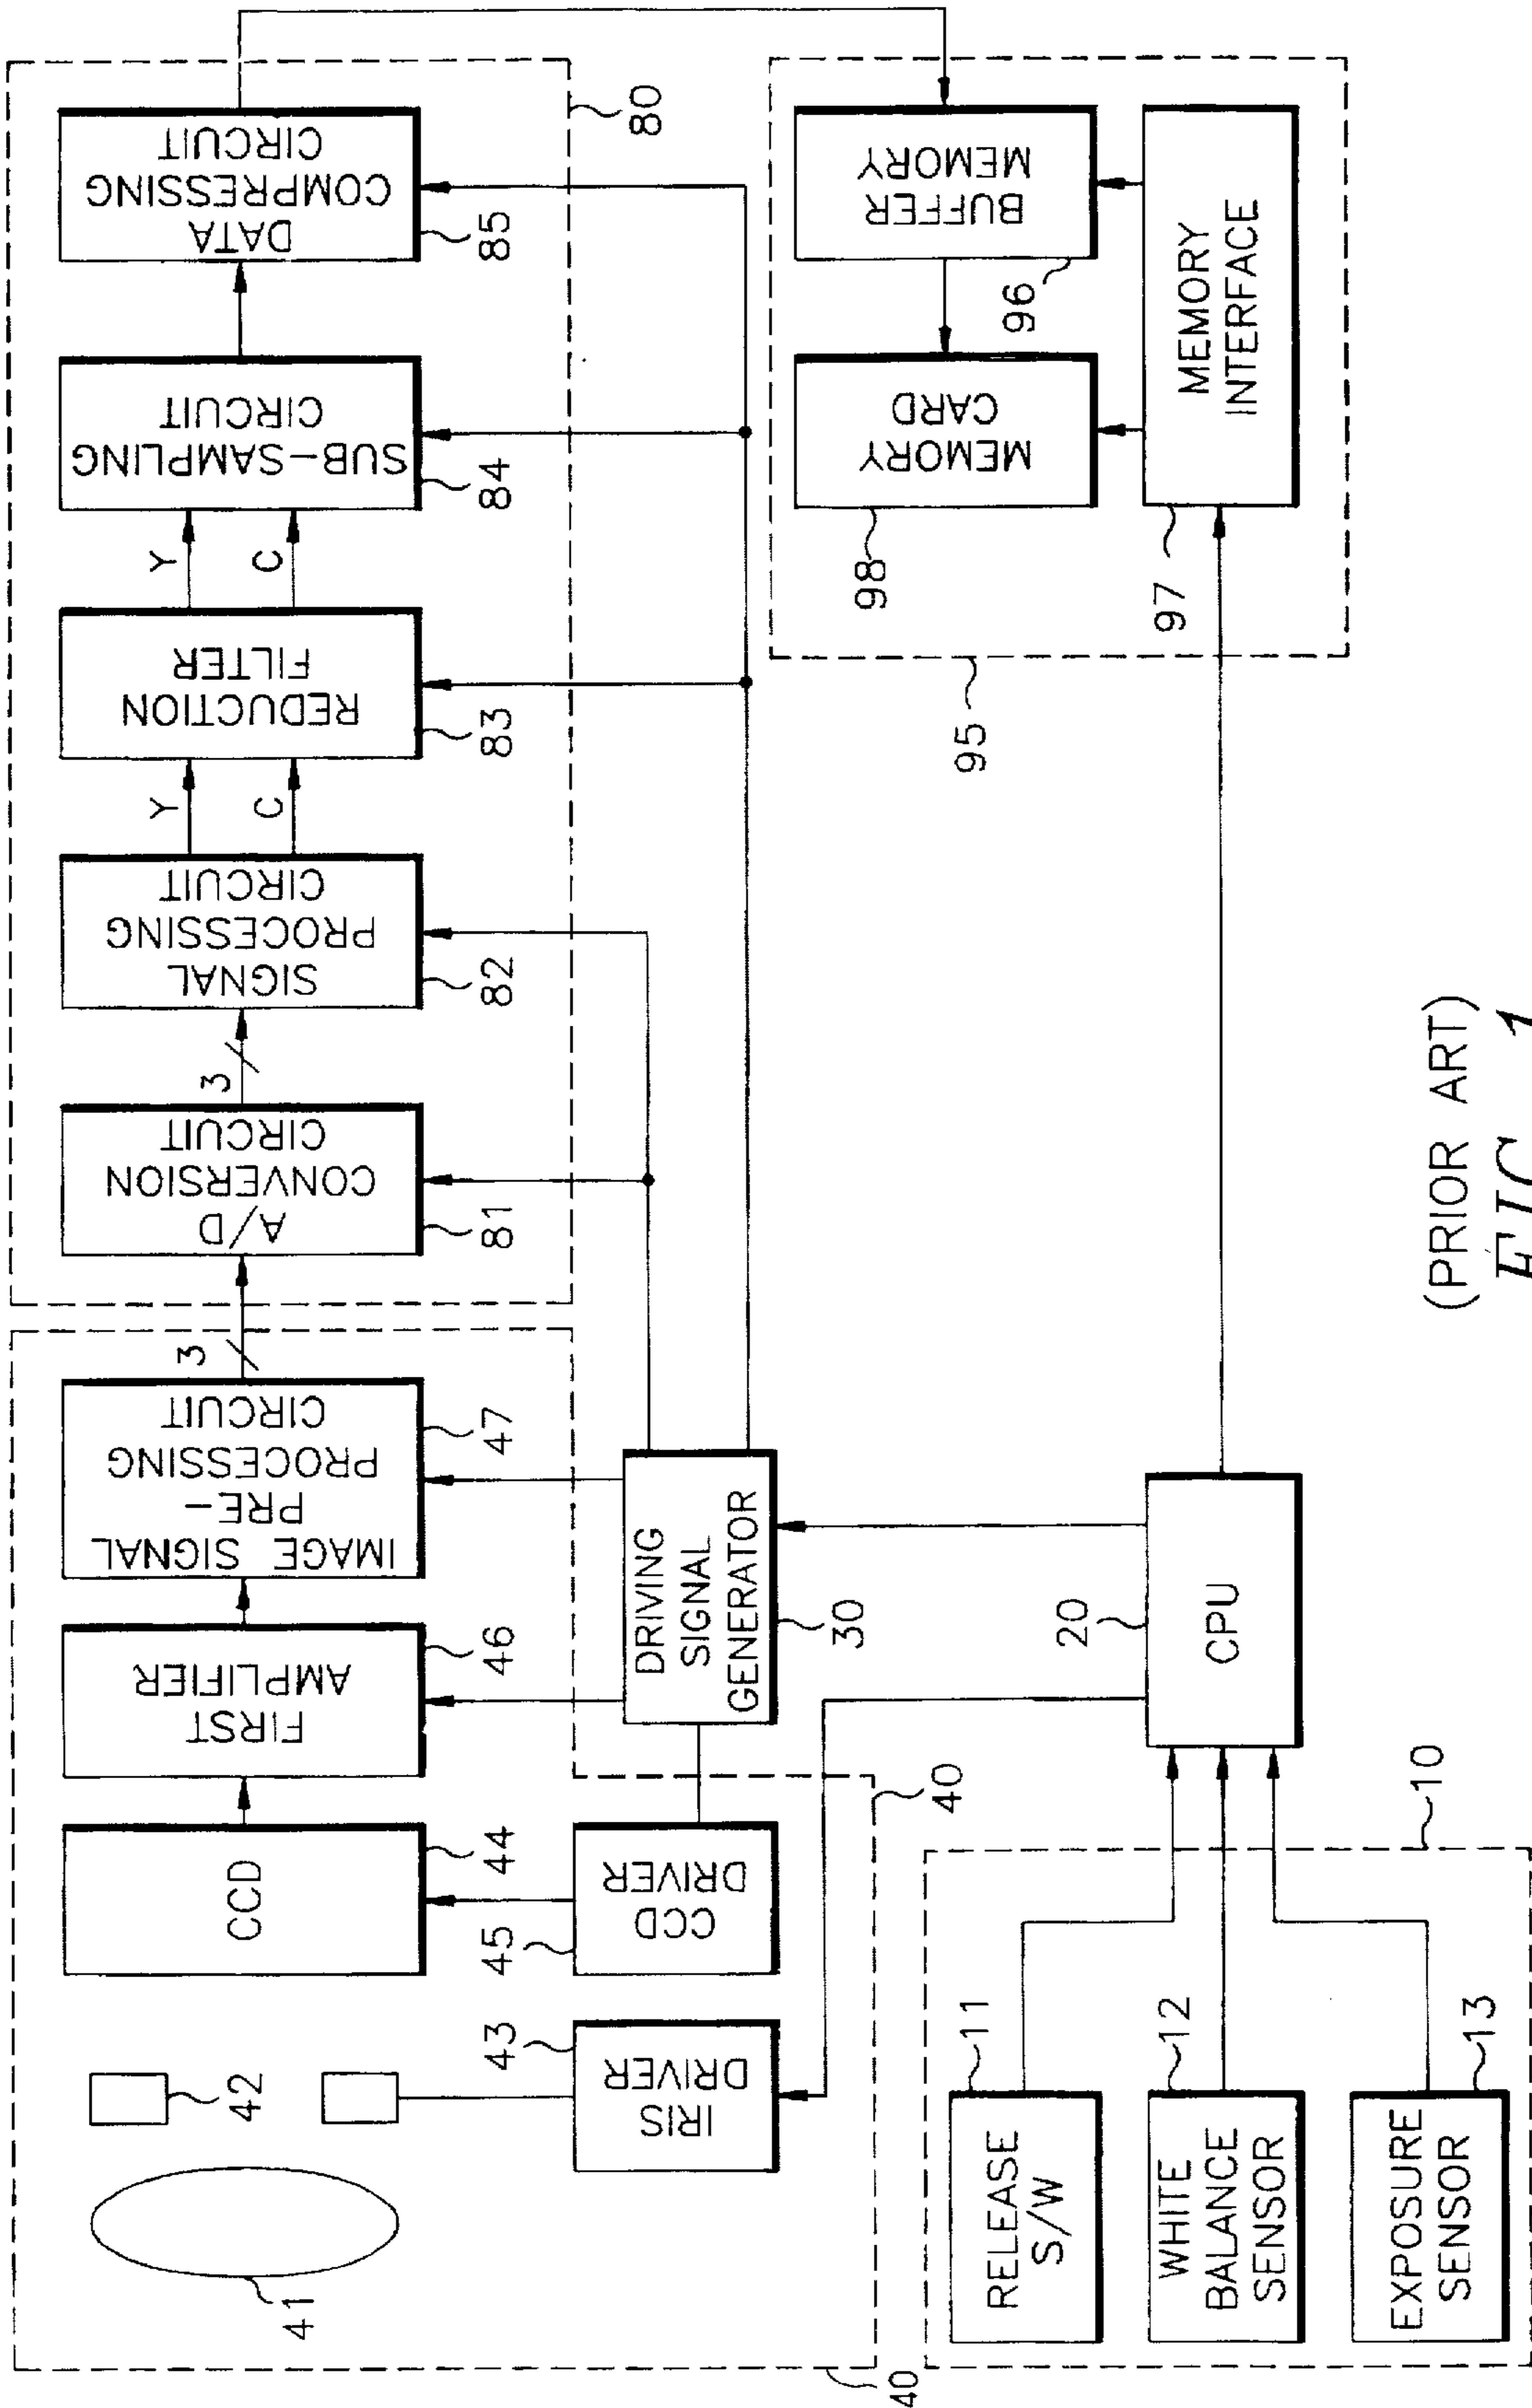 41
42
CCD
44
FIRST
AMPLIFIER
46
IMAGE SIGNAL
PRE-
PROCESSING
CIRCUIT
47
3
A/D
CONVERSION
CIRCUIT
81
3
SIGNAL
PROCESSING
CIRCUIT
82
Y
C
REDUCTION
FILTER
83
Y
C
SUB-SAMPLING
CIRCUIT
84
DATA
COMPRESSING
CIRCUIT
85
80
IRIS
DRIVER
43
CCD
DRIVER
45
40
40
DRIVING
SIGNAL
GENERATOR
30
MEMORY
CARD
98
BUFFER
MEMORY
96
MEMORY
INTERFACE
97
95
RELEASE
S/W
11
WHITE
BALANCE
SENSOR
12
EXPOSURE
SENSOR
13
10
CPU
20
(PRIOR ART)
FIG. 1